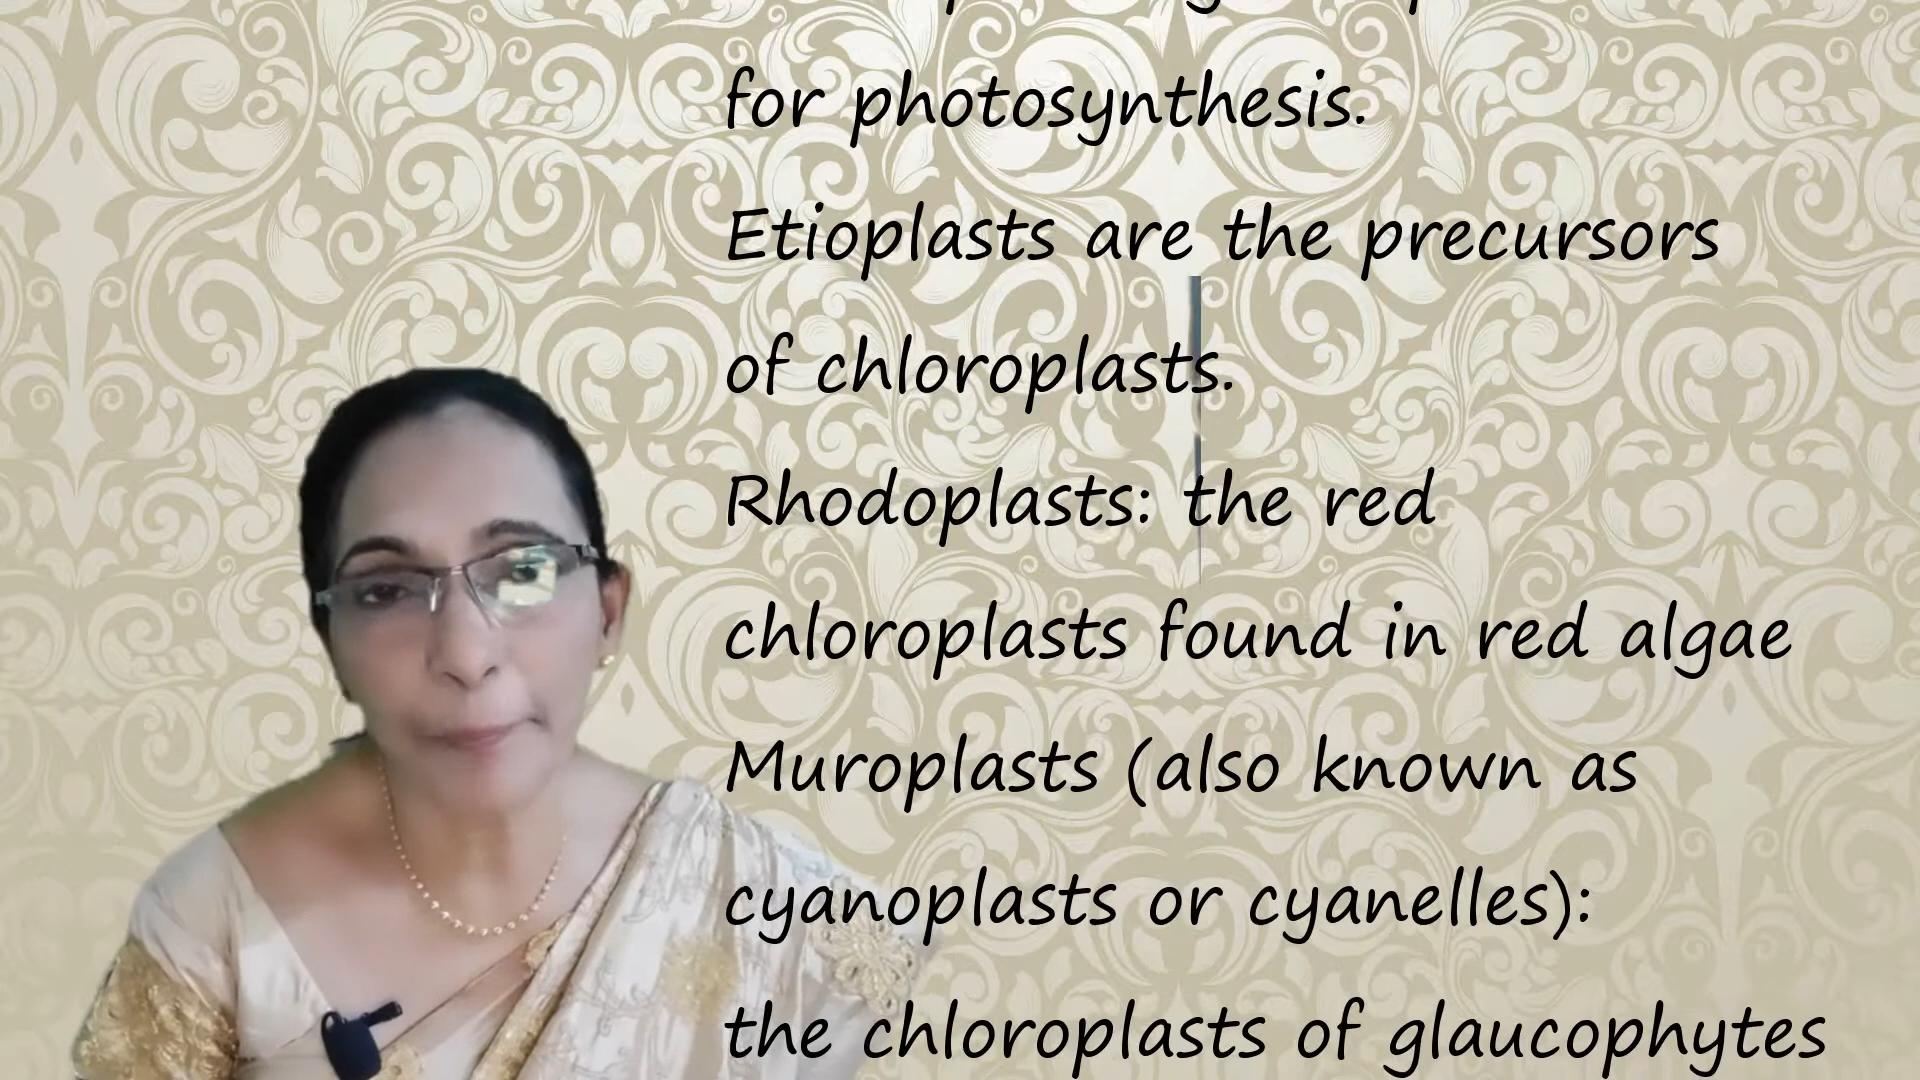 for photosynthesis.
Etioplasts are the precursors
of chloroplasts.
Rhodoplasts: the red
chloroplasts found in red algae
Muroplasts (also known as
cyanoplasts or cyanelles):
the chloroplasts of glaucophytes